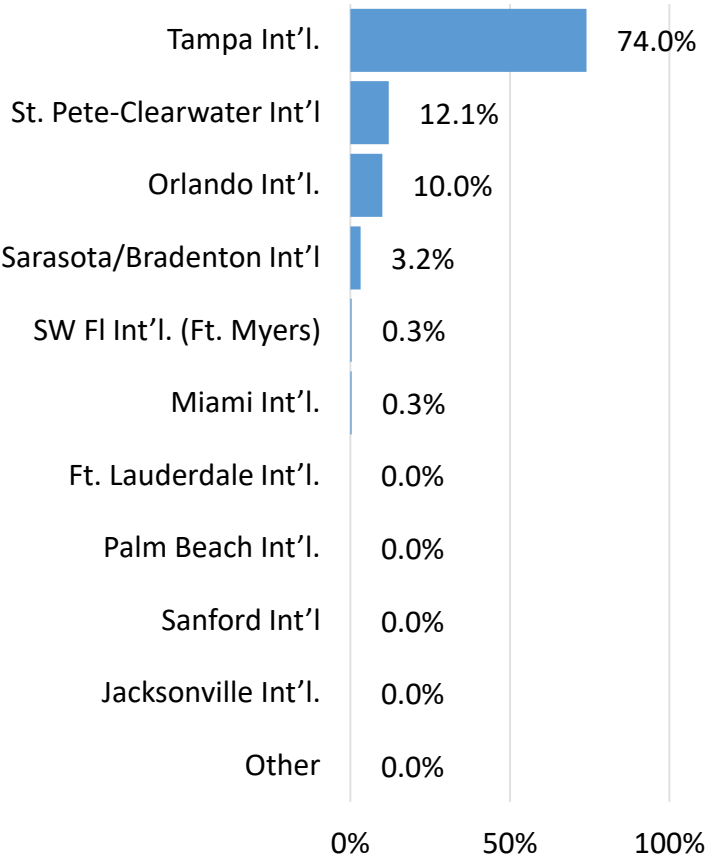 Tampa Int’l. 74.0%
St. Pete-Clearwater Int’l 12.1%
Orlando Int’l. 10.0%
Sarasota/Bradenton Int’l 3.2%
SW Fl Int’l. (Ft. Myers) 0.3%
Miami Int’l. 0.3%
Ft. Lauderdale Int’l. 0.0%
Palm Beach Int’l. 0.0%
Sanford Int’l 0.0%
Jacksonville Int’l. 0.0%
Other 0.0%
0% 50% 100%